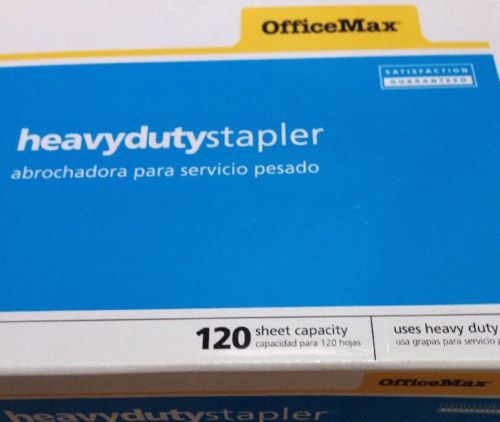 OfficeMax
SATISFACTION
GUARANTEED
heavydutystapler
abrochadora para servicio pesado
120 sheet capacity
capacidad para 120 hojas
uses heavy duty
usa grapas para servicio
OfficeMax
heavydutystapler